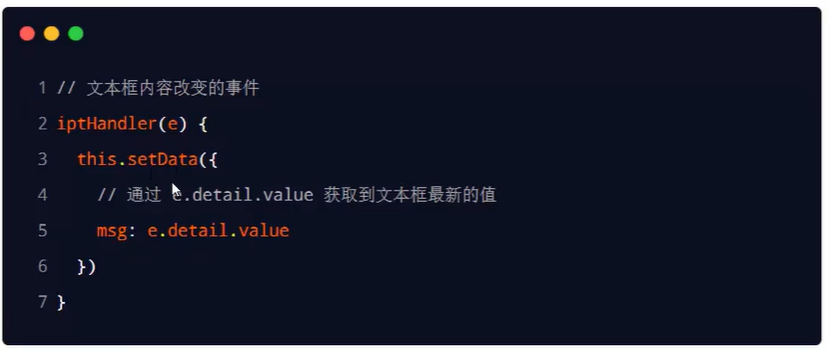 1 // 文本框内容改变的事件
2 iptHandler(e) {
3   this.setData({
4     // 通过 e.detail.value 获取到文本框最新的值
5     msg: e.detail.value
6   })
7 }